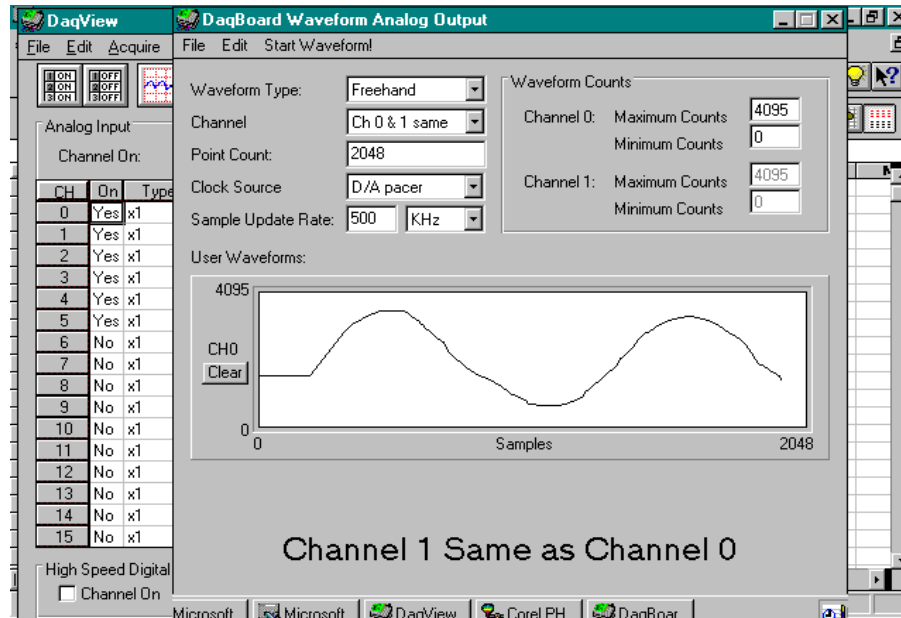 DaqView
File Edit Acquire
Analog Input
Channel On:
CH On Type
0 Yes x1
1 Yes x1
2 Yes x1
3 Yes x1
4 Yes x1
5 Yes x1
6 No x1
7 No x1
8 No x1
9 No x1
10 No x1
11 No x1
12 No x1
13 No x1
14 No x1
15 No x1
High Speed Digital
Channel On
DaqBoard Waveform Analog Output
File Edit Start Waveform!
Waveform Type: Freehand
Channel Ch 0 & 1 same
Point Count: 2048
Clock Source D/A pacer
Sample Update Rate: 500 KHz
Waveform Counts
Channel 0: Maximum Counts 4095
Minimum Counts 0
Channel 1: Maximum Counts 4095
Minimum Counts 0
User Waveforms:
4095
CH0
Clear
0
0 Samples 2048
Channel 1 Same as Channel 0
Microsoft Microsoft DaqView Corel PH DaqBoar